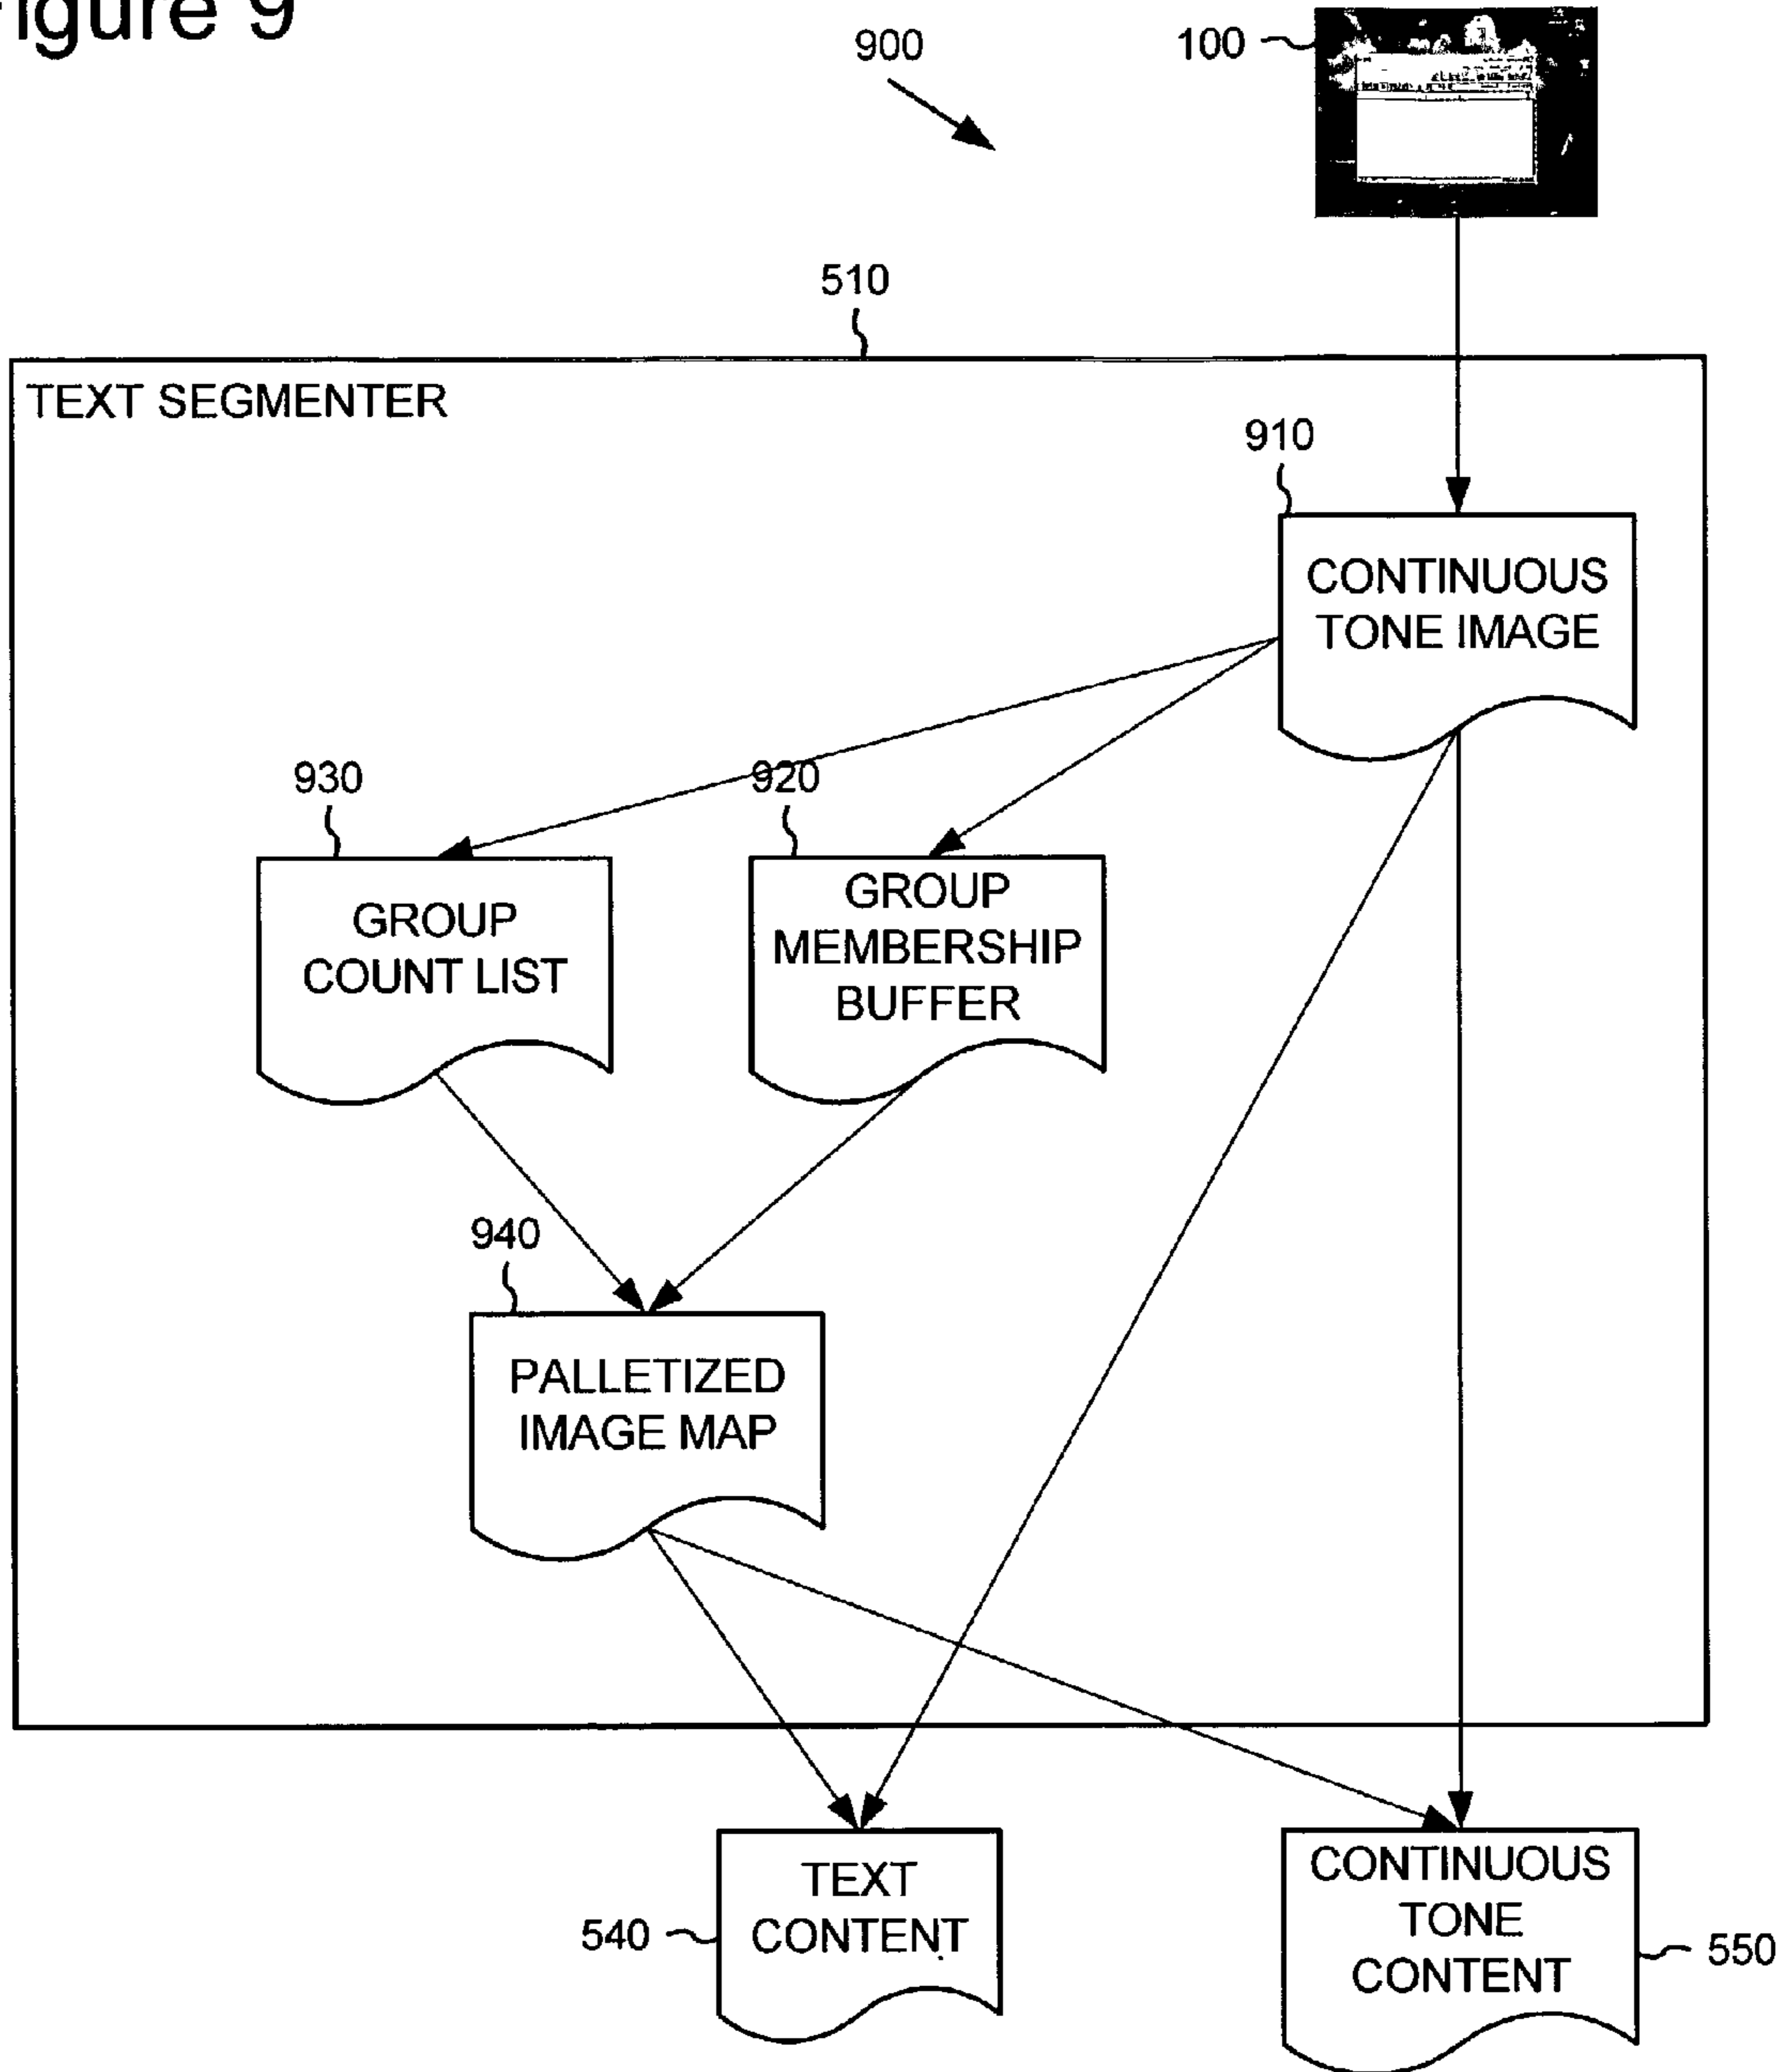 igure 9
900
100
510
TEXT SEGMENTER
910
CONTINUOUS
TONE IMAGE
930
920
GROUP
COUNT LIST
GROUP
MEMBERSHIP
BUFFER
940
PALLETIZED
IMAGE MAP
TEXT
CONTENT
540
CONTINUOUS
TONE
CONTENT
550